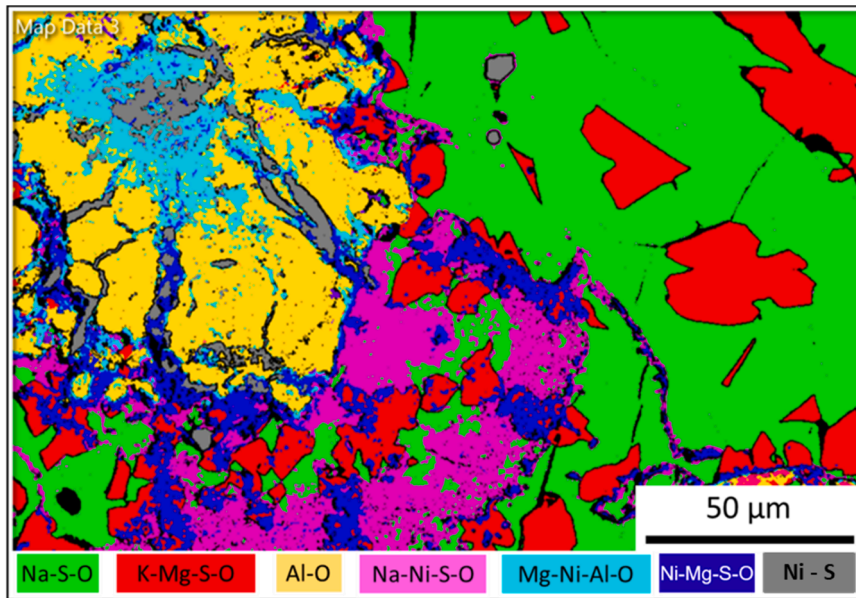 Map Data 3
50 µm
Na-S-O K-Mg-S-O Al-O Na-Ni-S-O Mg-Ni-Al-O Ni-Mg-S-O Ni - S